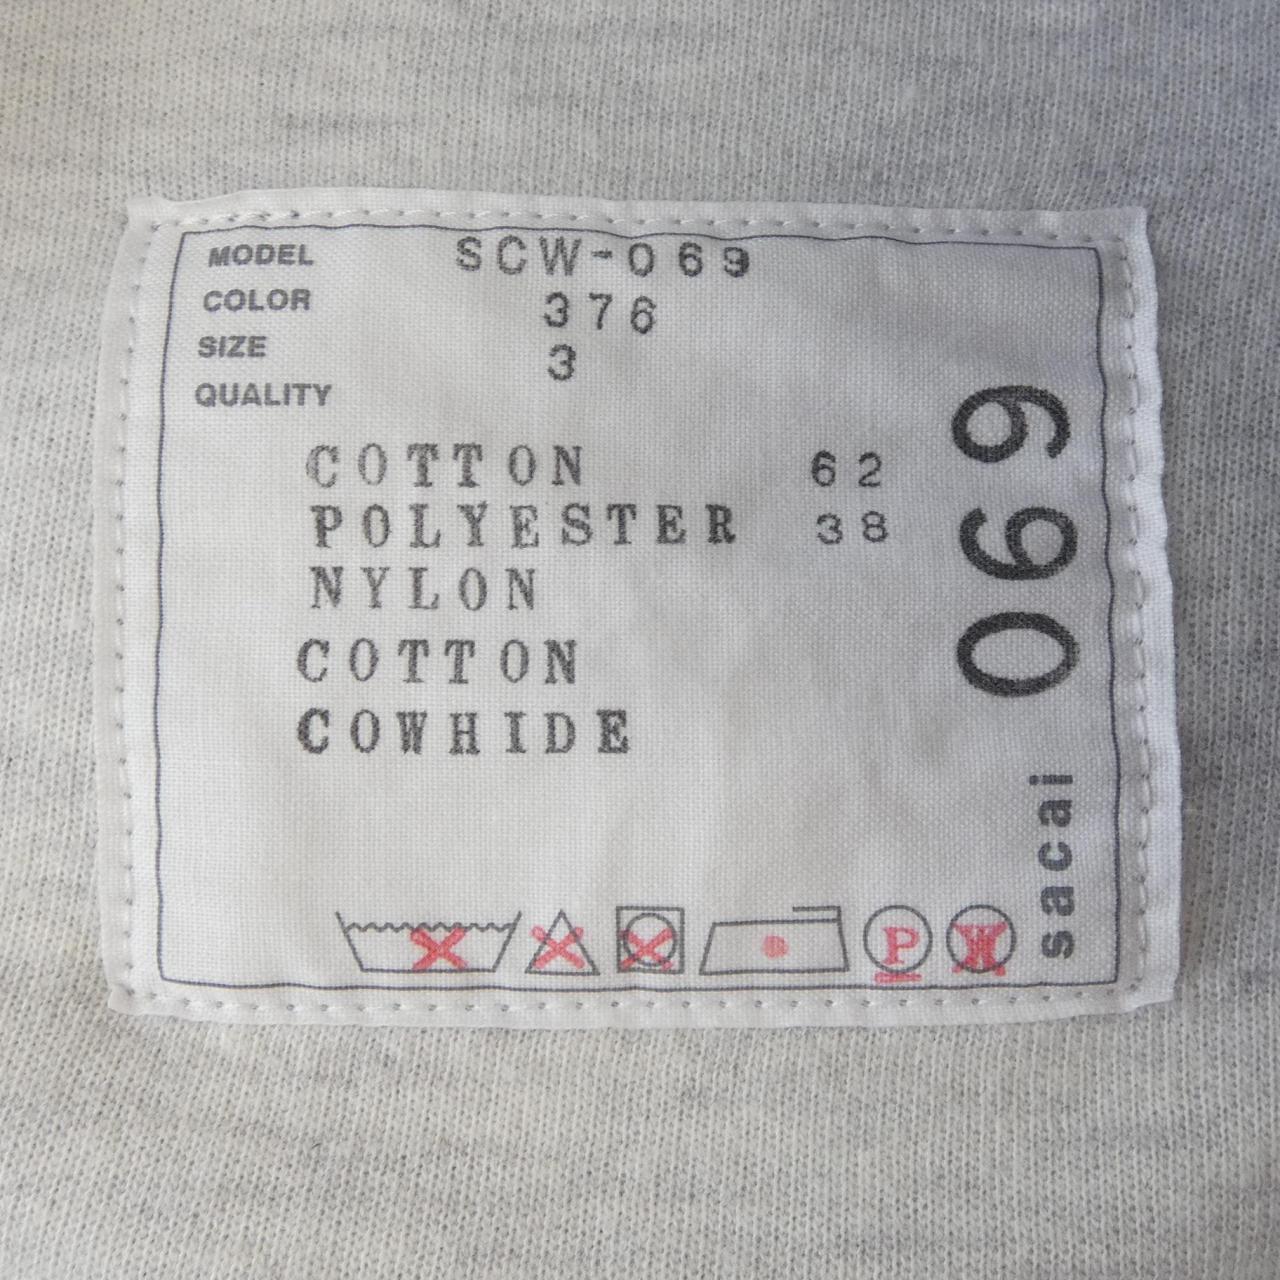 MODEL SCW-069
COLOR 376
SIZE 3
QUALITY
COTTON 62
POLYESTER 38
NYLON
COTTON
COWHIDE
P W
sacai 069